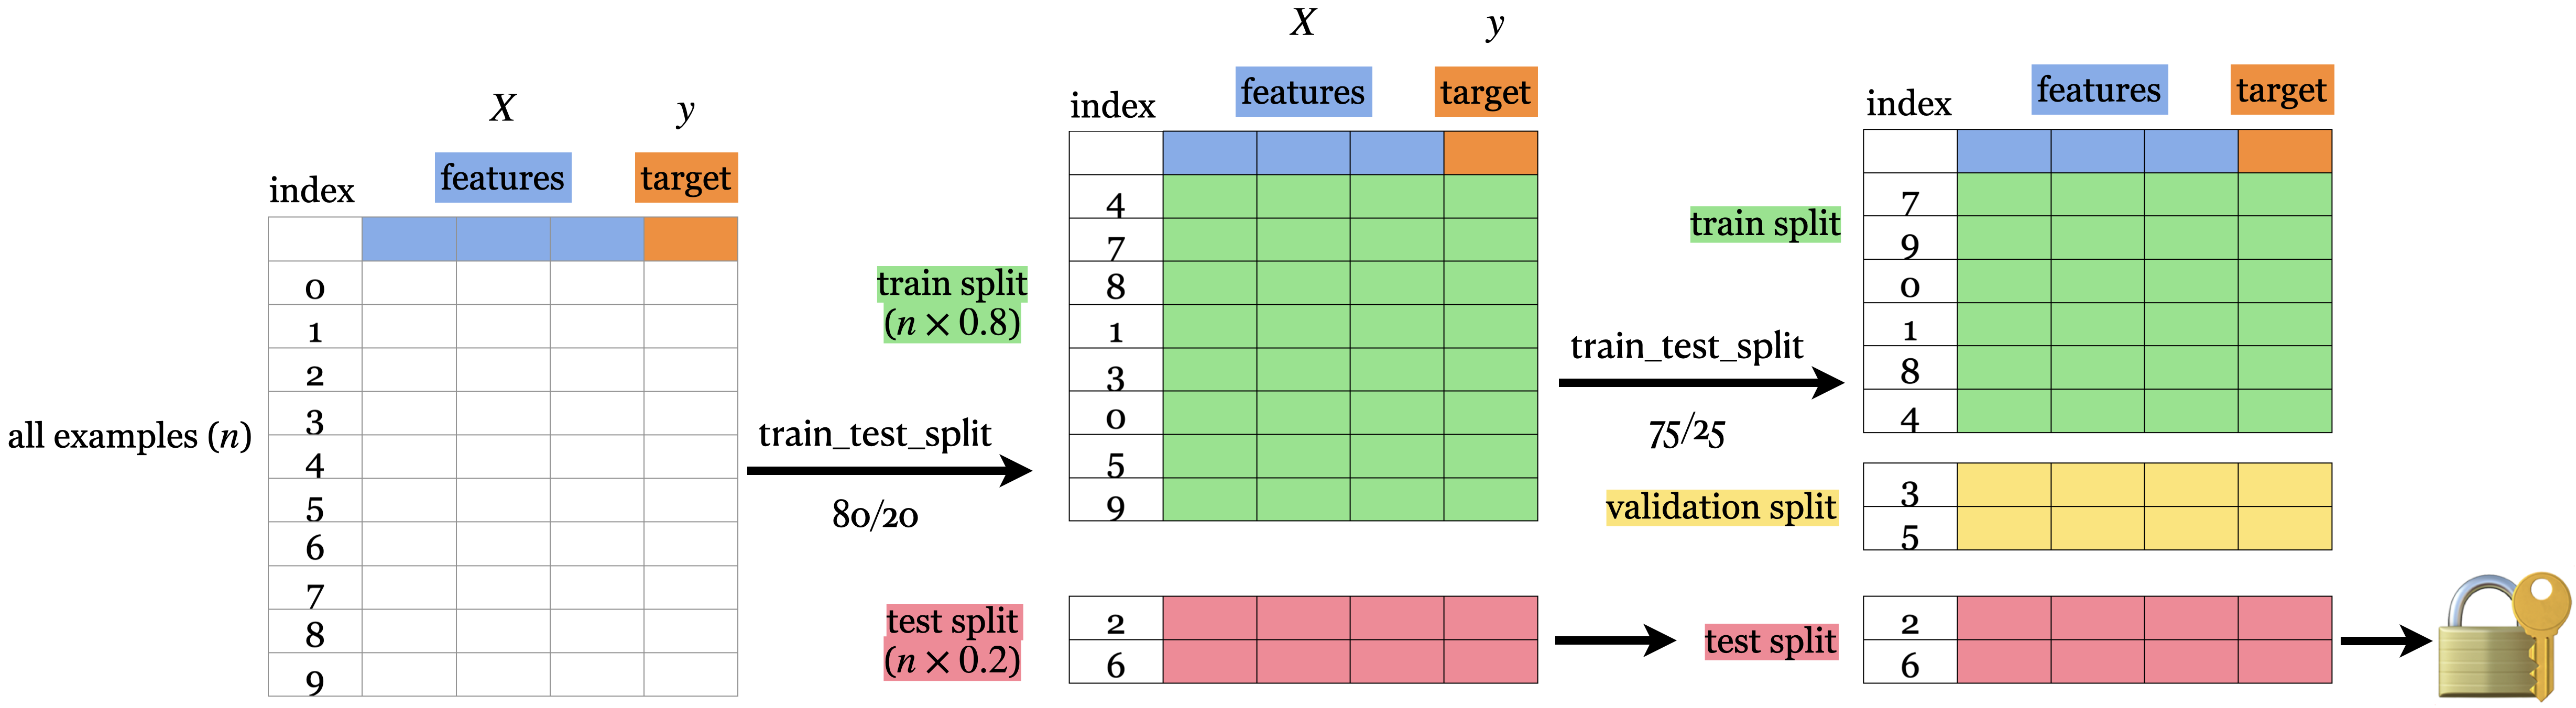 X
y
features
target
index
0
1
2
3
4
5
6
7
8
9
all examples (n)
train_test_split
80/20
X
y
features
target
index
4
7
8
1
3
0
5
9
train split
(n × 0.8)
2
6
test split
(n × 0.2)
train_test_split
75/25
features
target
index
train split
7
9
0
1
8
4
validation split
3
5
test split
2
6